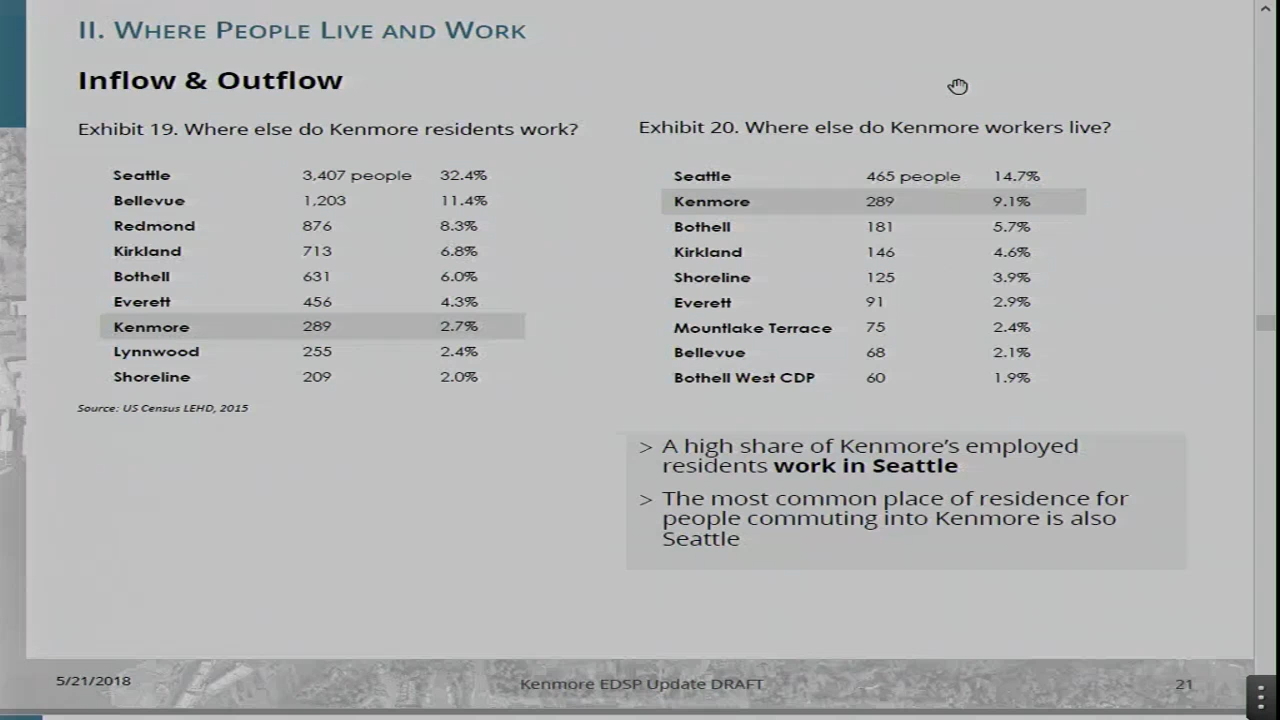 II. WHERE PEOPLE LIVE AND WORK
Inflow & Outflow
Exhibit 19. Where else do Kenmore residents work?
Seattle 3,407 people 32.4%
Bellevue 1,203 11.4%
Redmond 876 8.3%
Kirkland 713 6.8%
Bothell 631 6.0%
Everett 456 4.3%
Kenmore 289 2.7%
Lynnwood 255 2.4%
Shoreline 209 2.0%
Source: US Census LEHD, 2015
Exhibit 20. Where else do Kenmore workers live?
Seattle 465 people 14.7%
Kenmore 289 9.1%
Bothell 181 5.7%
Kirkland 146 4.6%
Shoreline 125 3.9%
Everett 91 2.9%
Mountlake Terrace 75 2.4%
Bellevue 68 2.1%
Bothell West CDP 60 1.9%
> A high share of Kenmore's employed
residents work in Seattle
> The most common place of residence for
people commuting into Kenmore is also
Seattle
5/21/2018
Kenmore EDSP Update DRAFT
21